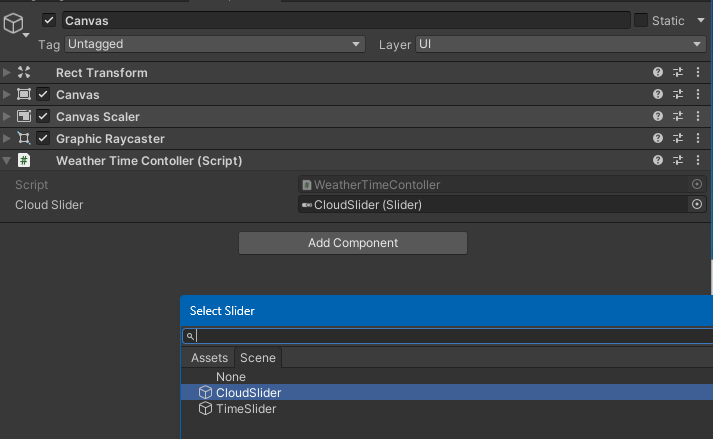 Canvas
Static
Tag Untagged Layer UI
Rect Transform
Canvas
Canvas Scaler
Graphic Raycaster
# Weather Time Contoller (Script)
Script # WeatherTimeContoller
Cloud Slider CloudSlider (Slider)
Add Component
Select Slider
Assets Scene
None
CloudSlider
TimeSlider